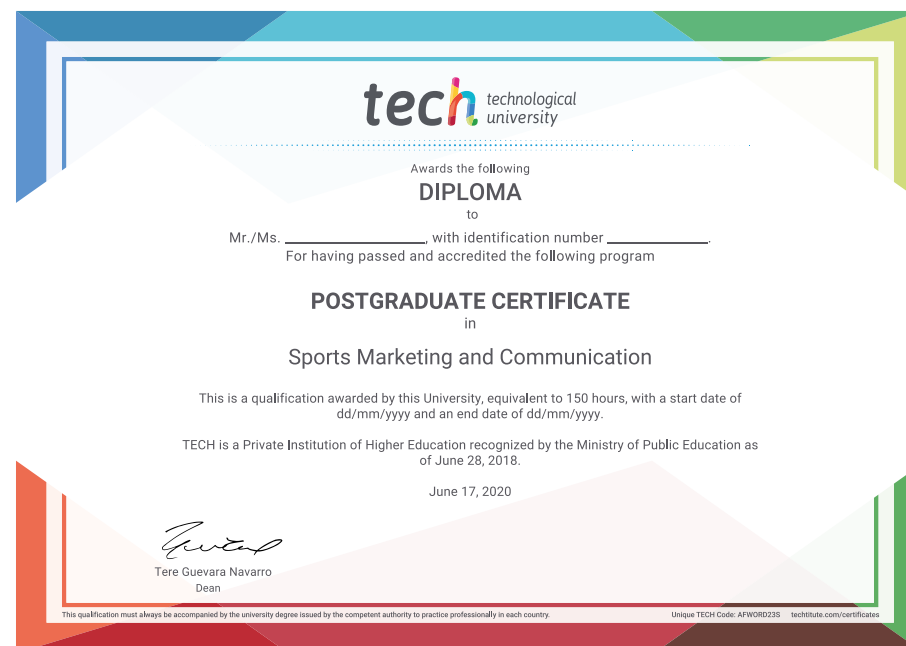 tech technological
university
Awards the following
DIPLOMA
to
Mr./Ms. ____________________, with identification number ______________.
For having passed and accredited the following program
POSTGRADUATE CERTIFICATE
in
Sports Marketing and Communication
This is a qualification awarded by this University, equivalent to 150 hours, with a start date of
dd/mm/yyyy and an end date of dd/mm/yyyy.
TECH is a Private Institution of Higher Education recognized by the Ministry of Public Education as
of June 28, 2018.
June 17, 2020
Tere Guevara Navarro
Dean
This qualification must always be accompanied by the university degree issued by the competent authority to practice professionally in each country. Unique TECH Code: AFWORD23S techtitute.com/certificates